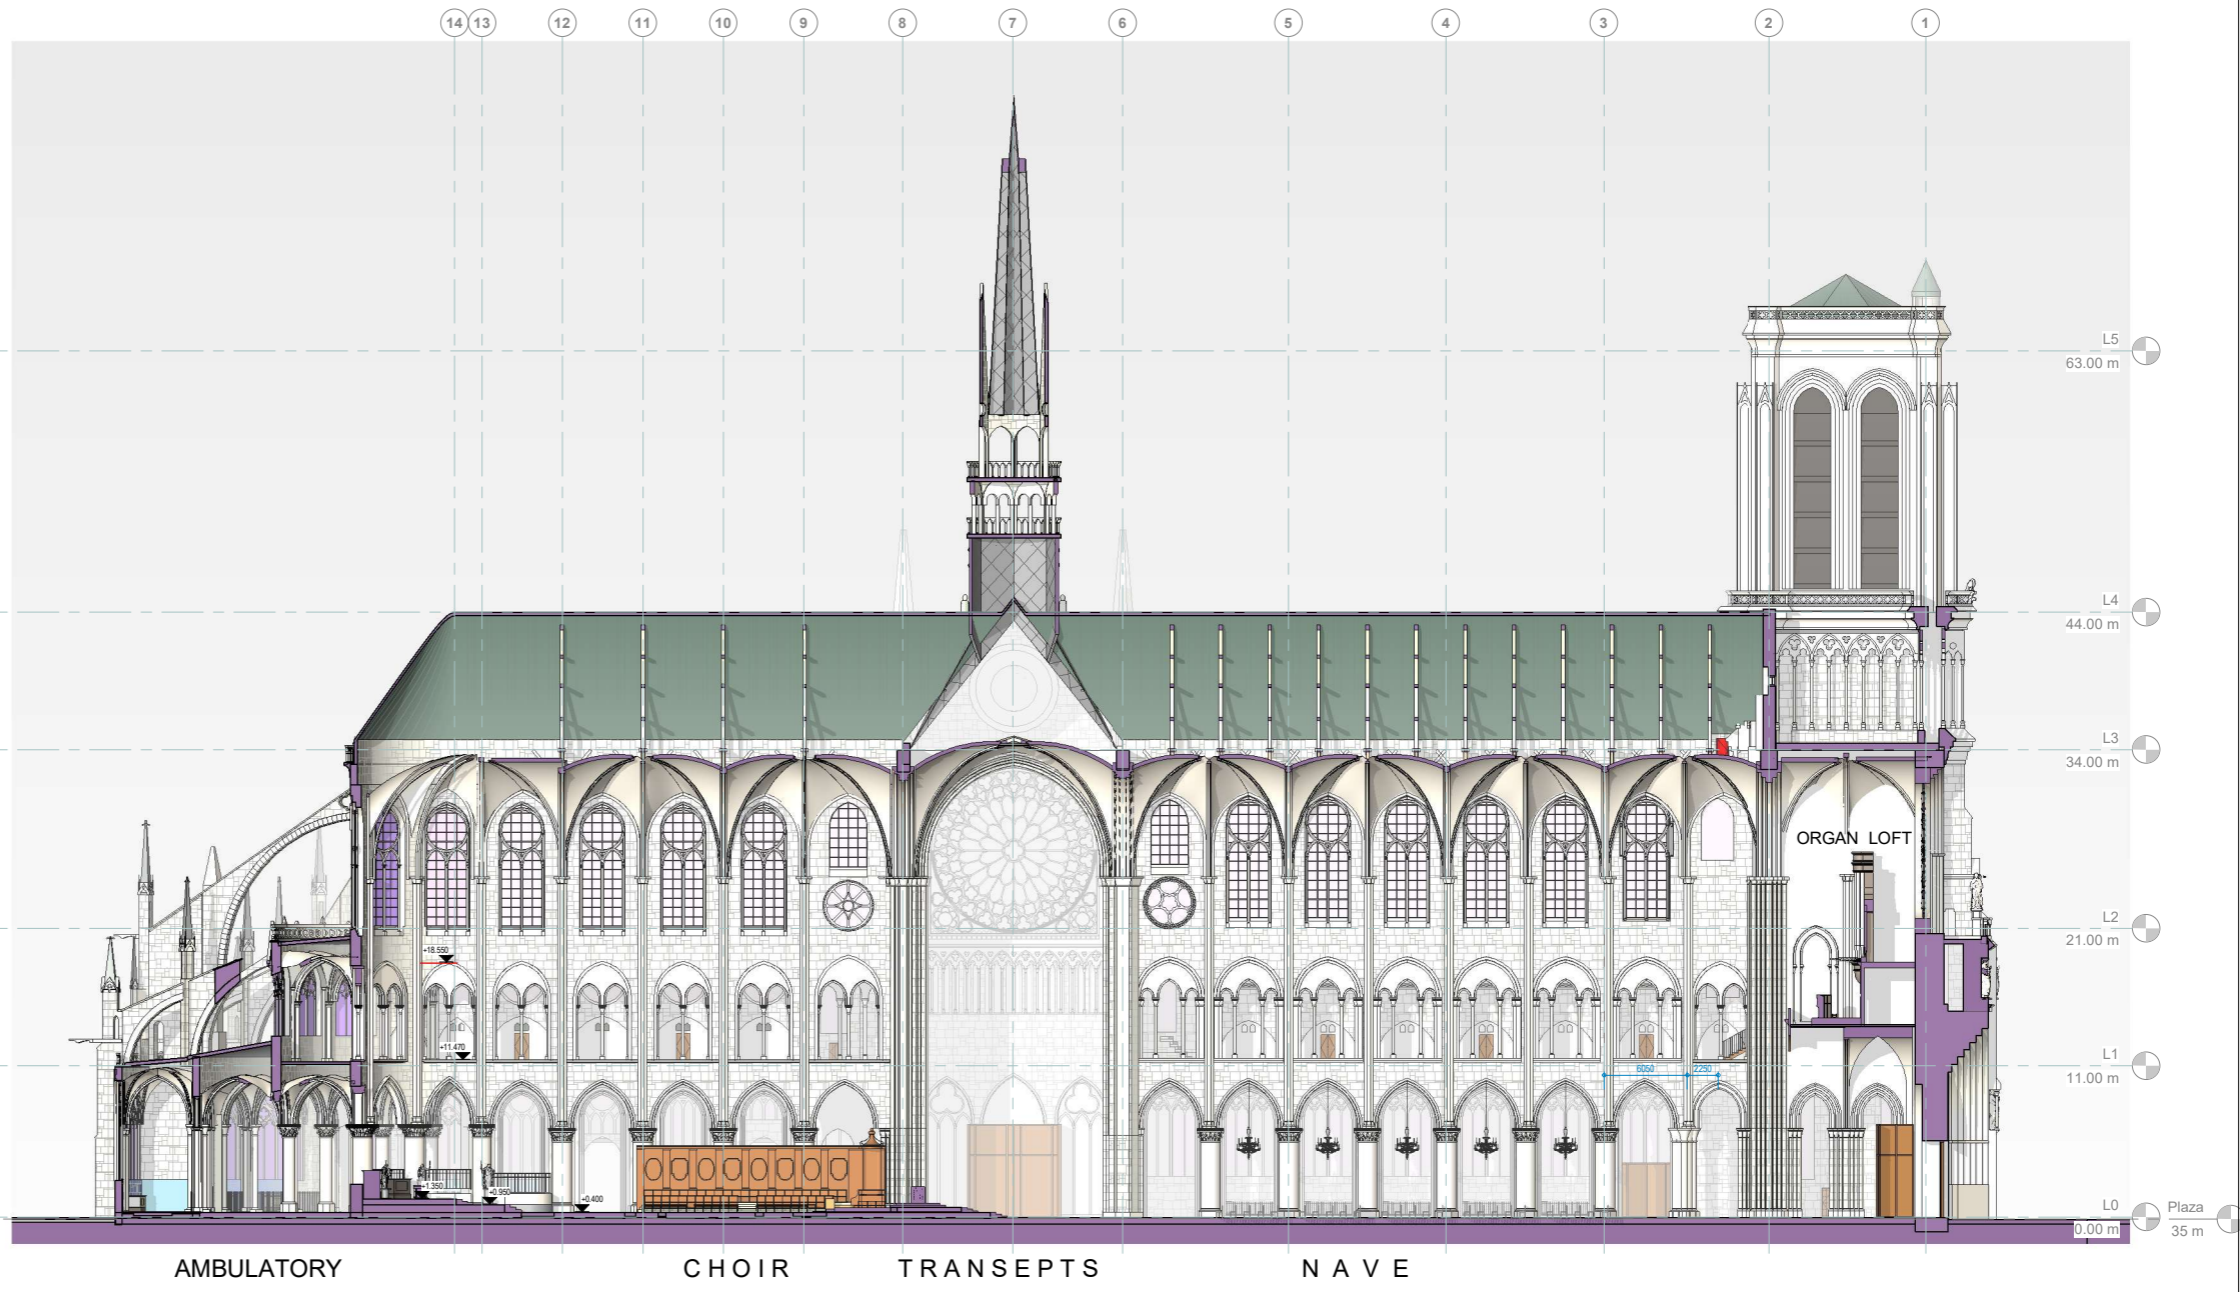 14 13 12 11 10 9 8 7 6 5 4 3 2 1
L5
63.00 m
L4
44.00 m
L3
34.00 m
ORGAN LOFT
L2
21.00 m
+18.550
+11.470
L1
11.00 m
6050 2250
+1.350
+0.950
+0.400
L0
0.00 m
Plaza
35 m
AMBULATORY CHOIR TRANSEPTS NAVE